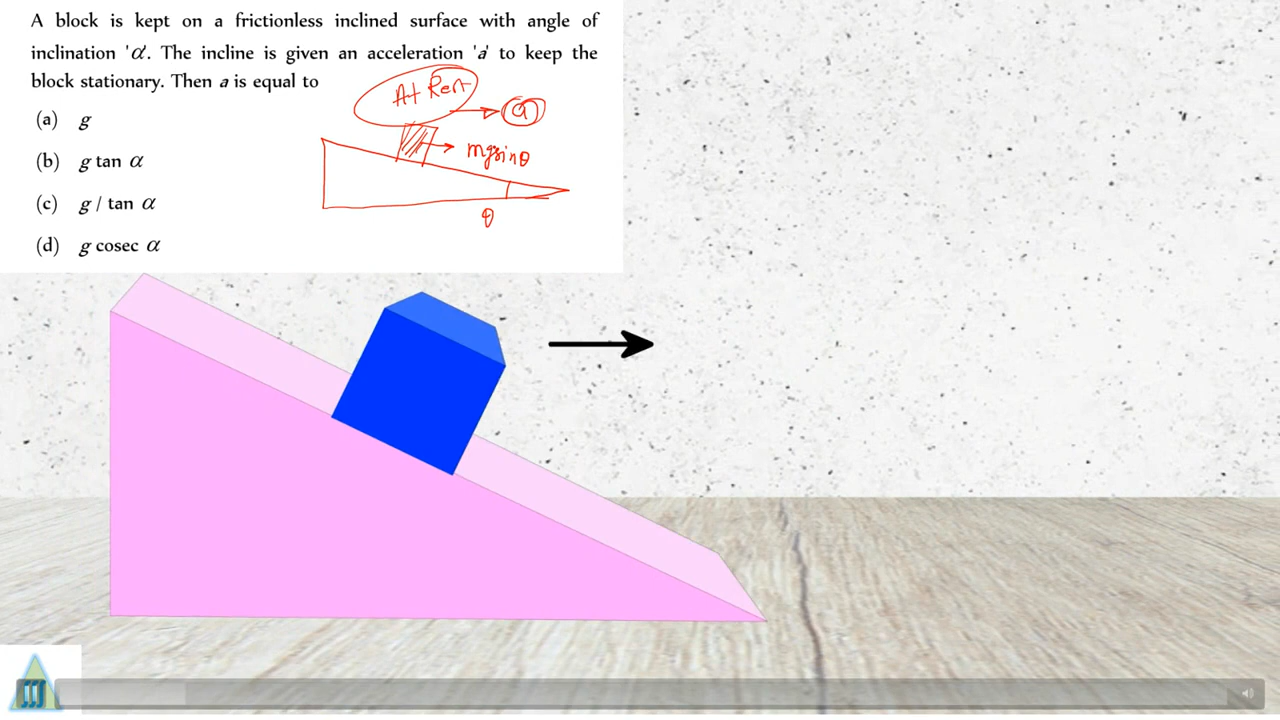 A block is kept on a frictionless inclined surface with angle of
inclination 'α'. The incline is given an acceleration 'a' to keep the
block stationary. Then a is equal to
At Rest
a
(a) g
mg sin θ
(b) g tan α
(c) g / tan α
θ
(d) g cosec α